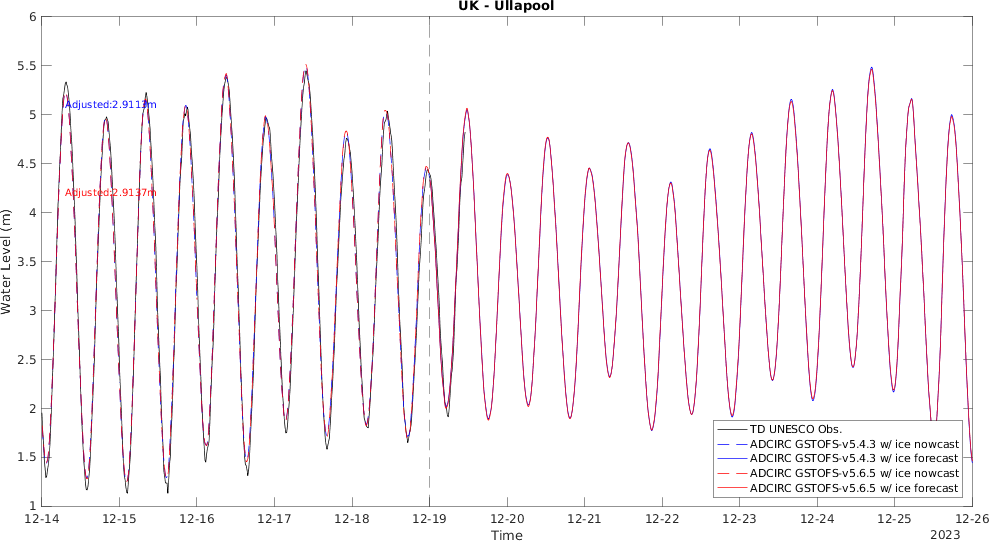 UK - Ullapool
6
5.5
5
4.5
4
3.5
3
2.5
2
1.5
1
Water Level (m)
Adjusted:2.9113m
Adjusted:2.9137m
TD UNESCO Obs.
ADCIRC GSTOFS-v5.4.3 w/ ice nowcast
ADCIRC GSTOFS-v5.4.3 w/ ice forecast
ADCIRC GSTOFS-v5.6.5 w/ ice nowcast
ADCIRC GSTOFS-v5.6.5 w/ ice forecast
12-14 12-15 12-16 12-17 12-18 12-19 12-20 12-21 12-22 12-23 12-24 12-25 12-26
Time
2023